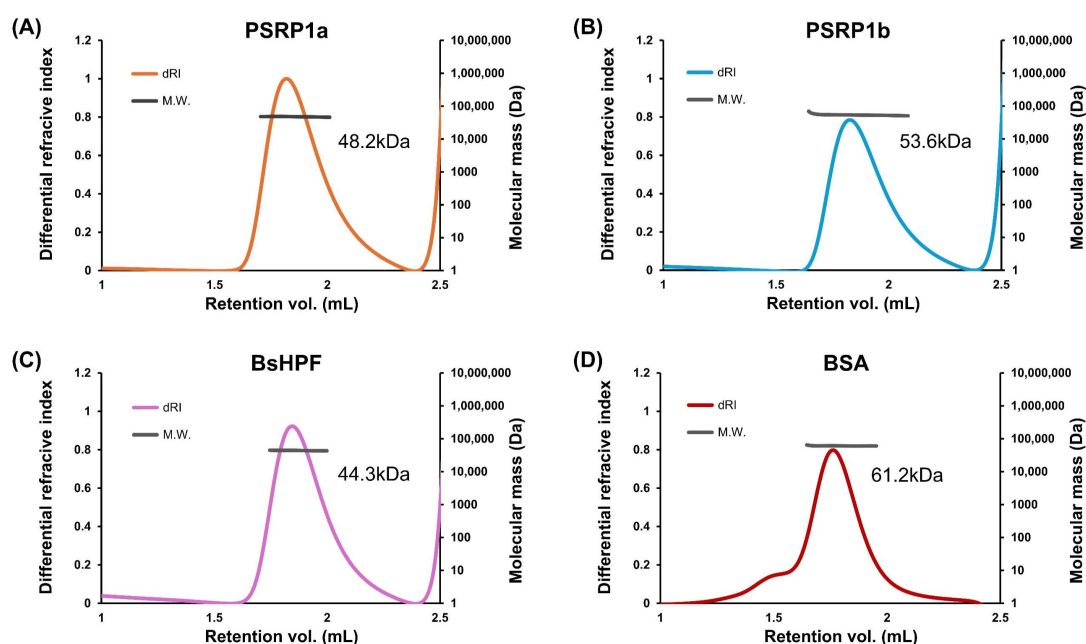 (A)
PSRP1a
Differential refractive index
1.2
1
0.8
0.6
0.4
0.2
0
dRI
M.W.
48.2kDa
10,000,000
1,000,000
100,000
10,000
1000
100
10
1
Molecular mass (Da)
1
1.5
2
2.5
Retention vol. (mL)
(B)
PSRP1b
Differential refractive index
1.2
1
0.8
0.6
0.4
0.2
0
dRI
M.W.
53.6kDa
10,000,000
1,000,000
100,000
10,000
1000
100
10
1
Molecular mass (Da)
1
1.5
2
2.5
Retention vol. (mL)
(C)
BsHPF
Differential refractive index
1.2
1
0.8
0.6
0.4
0.2
0
dRI
M.W.
44.3kDa
10,000,000
1,000,000
100,000
10,000
1000
100
10
1
Molecular mass (Da)
1
1.5
2
2.5
Retention vol. (mL)
(D)
BSA
Differential refractive index
1.2
1
0.8
0.6
0.4
0.2
0
dRI
M.W.
61.2kDa
10,000,000
1,000,000
100,000
10,000
1000
100
10
1
Molecular mass (Da)
1
1.5
2
2.5
Retention vol. (mL)